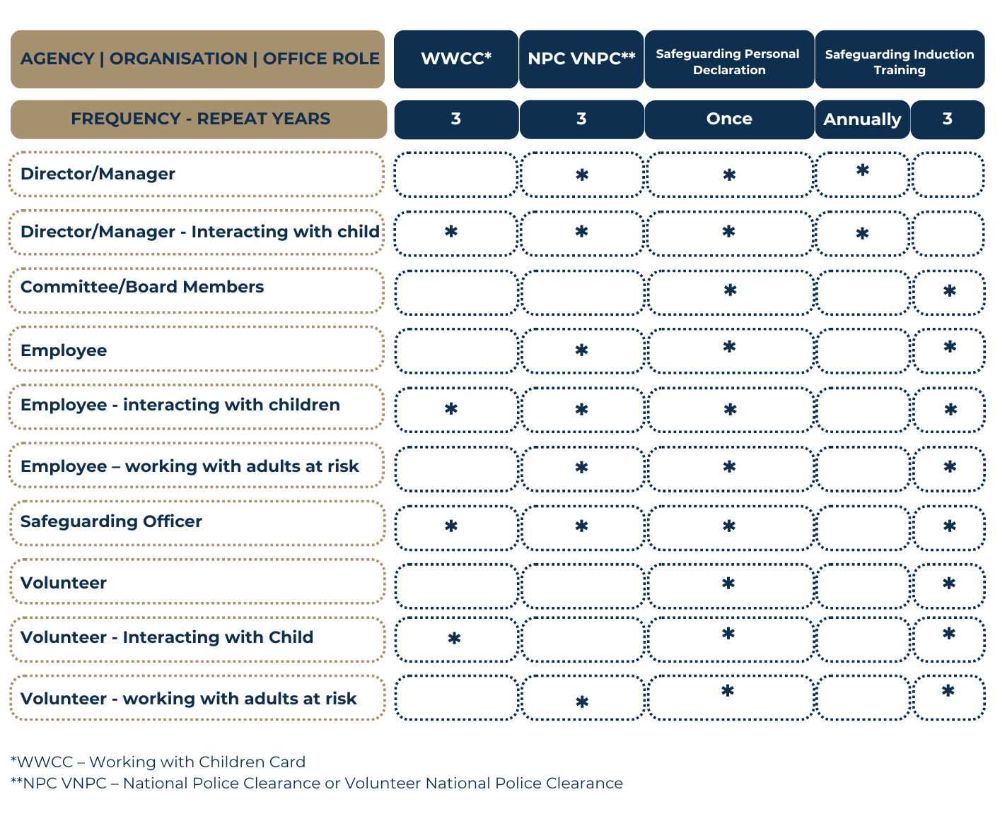 AGENCY | ORGANISATION | OFFICE ROLE WWCC* NPC VNPC** Safeguarding Personal Declaration Safeguarding Induction Training
FREQUENCY - REPEAT YEARS 3 3 Once Annually 3
Director/Manager * * *
Director/Manager - Interacting with child * * * *
Committee/Board Members * *
Employee * * *
Employee - interacting with children * * * *
Employee – working with adults at risk * * *
Safeguarding Officer * * * *
Volunteer * *
Volunteer - Interacting with Child * * *
Volunteer - working with adults at risk * * *
*WWCC – Working with Children Card
**NPC VNPC – National Police Clearance or Volunteer National Police Clearance